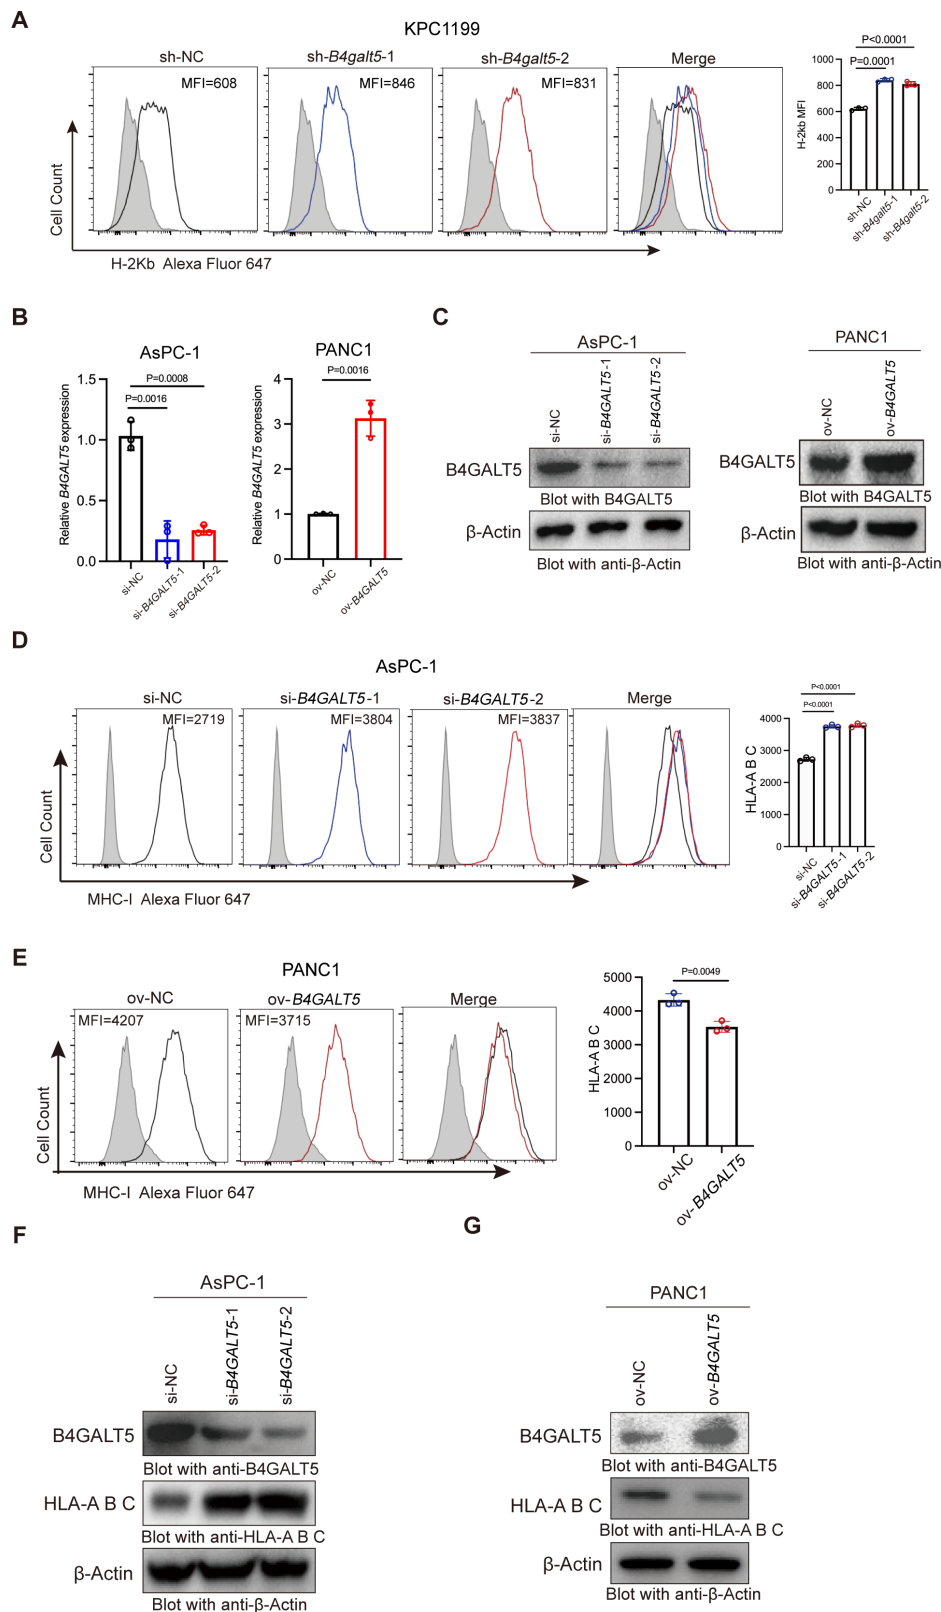 A
KPC1199
sh-NC
sh-B4galt5-1
sh-B4galt5-2
Merge
MFI=608
MFI=846
MFI=831
Cell Count
H-2Kb Alexa Fluor 647
P<0.0001
P=0.0001
H-2kb MFI
1000
800
600
400
200
0
sh-NC
sh-B4galt5-1
sh-B4galt5-2
B
AsPC-1
Relative B4GALT5 expression
1.5
1.0
0.5
0.0
P=0.0008
P=0.0016
si-NC
si-B4GALT5-1
si-B4GALT5-2
PANC1
Relative B4GALT5 expression
4
3
2
1
0
P=0.0016
ov-NC
ov-B4GALT5
C
AsPC-1
si-NC
si-B4GALT5-1
si-B4GALT5-2
B4GALT5
Blot with B4GALT5
β-Actin
Blot with anti-β-Actin
PANC1
ov-NC
ov-B4GALT5
B4GALT5
Blot with B4GALT5
β-Actin
Blot with anti-β-Actin
D
AsPC-1
si-NC
si-B4GALT5-1
si-B4GALT5-2
Merge
MFI=2719
MFI=3804
MFI=3837
Cell Count
MHC-I Alexa Fluor 647
P<0.0001
P<0.0001
HLA-A B C
4000
3000
2000
1000
0
si-NC
si-B4GALT5-1
si-B4GALT5-2
E
PANC1
ov-NC
ov-B4GALT5
Merge
MFI=4207
MFI=3715
Cell Count
MHC-I Alexa Fluor 647
P=0.0049
HLA-A B C
5000
4000
3000
2000
1000
0
ov-NC
ov-B4GALT5
F
AsPC-1
si-NC
si-B4GALT5-1
si-B4GALT5-2
B4GALT5
Blot with anti-B4GALT5
HLA-A B C
Blot with anti-HLA-A B C
β-Actin
Blot with anti-β-Actin
G
PANC1
ov-NC
ov-B4GALT5
B4GALT5
Blot with anti-B4GALT5
HLA-A B C
Blot with anti-HLA-A B C
β-Actin
Blot with anti-β-Actin